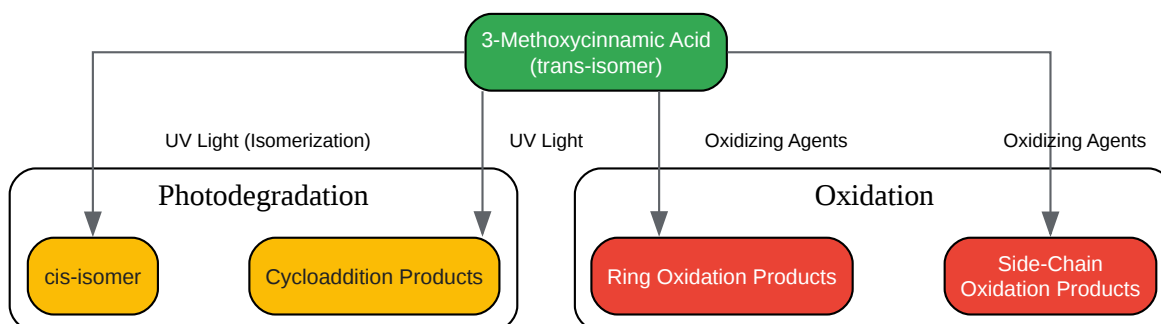 3-Methoxycinnamic Acid
(trans-isomer)
UV Light (Isomerization)
UV Light
Oxidizing Agents
Oxidizing Agents
Photodegradation
Oxidation
cis-isomer
Cycloaddition Products
Ring Oxidation Products
Side-Chain
Oxidation Products